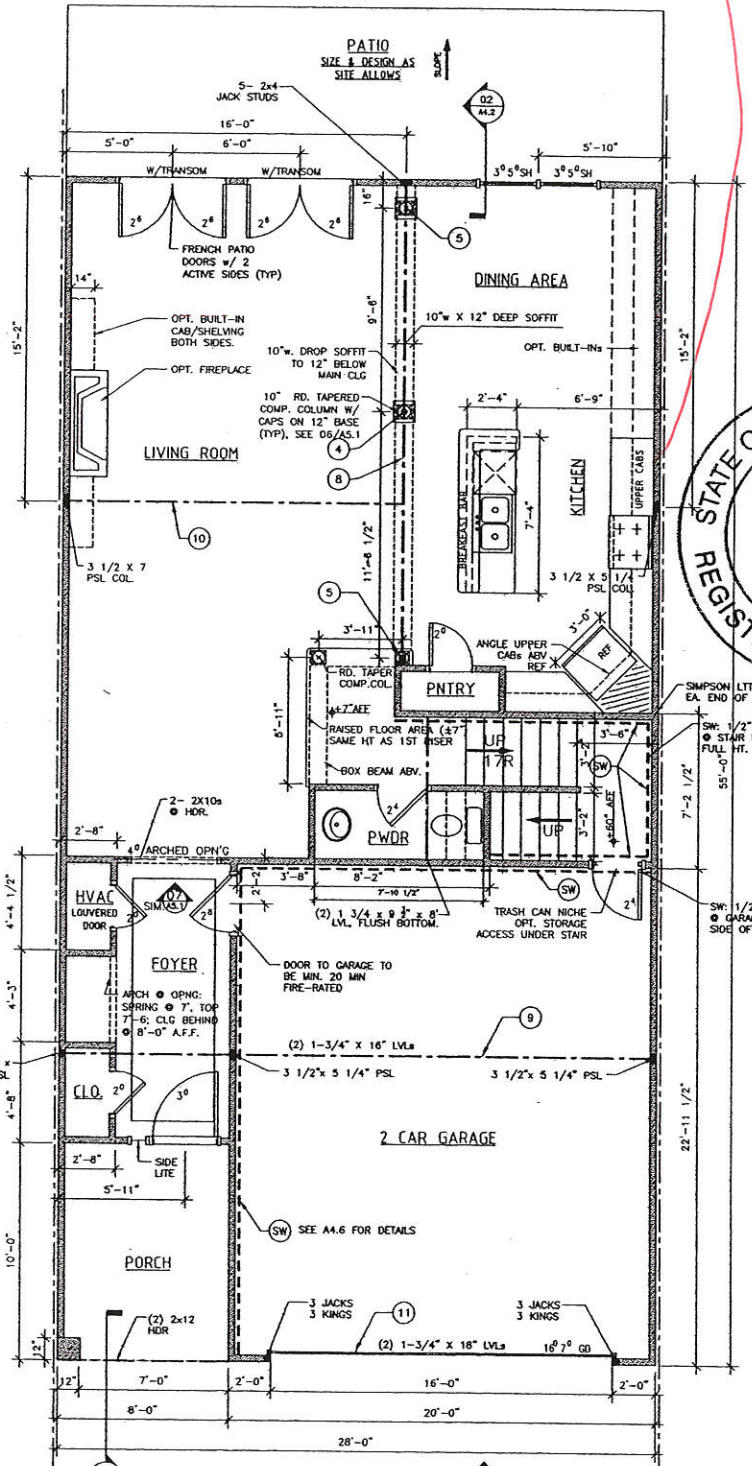 PATIO
SIZE & DESIGN AS
SITE ALLOWS
SLOPE
5- 2x4
JACK STUDS
02
A4.2
16'-0"
5'-0"
6'-0"
5'-10"
W/TRANSOM
W/TRANSOM
3⁰ 5⁰SH
3⁰ 5⁰SH
16"
2⁶
2⁶
2⁶
2⁶
5
FRENCH PATIO
DOORS w/ 2
ACTIVE SIDES (TYP)
DINING AREA
14"
9'-6"
10"w X 12" DEEP SOFFIT
15'-2"
15'-2"
OPT. BUILT-IN
CAB/SHELVING
BOTH SIDES.
10"w. DROP SOFFIT
TO 12" BELOW
MAIN CLG
OPT. BUILT-INs
OPT. FIREPLACE
10" RD. TAPERED
COMP. COLUMN W/
CAPS ON 12" BASE
(TYP), SEE 06/A5.1
2'-4"
6'-9"
4
LIVING ROOM
8
KITCHEN
UPPER CABS
BREAKFAST BAR
7'-4"
STATE O
REGIST
10
3 1/2 X 7
PSL COL.
11'-6 1/2"
3 1/2 X 5 1/4
PSL COL
5
3'-11"
2⁰
3'-0"
REF
ANGLE UPPER
CABs ABV
REF
RD. TAPER
COMP.COL.
PNTRY
SIMPSON LTT
EA. END OF
±7"AFF
5'-11"
RAISED FLOOR AREA (±7"
SAME HT AS 1ST RISER
UP
17R
3'-6"
3'-2"
SW
SW: 1/2"
@ STAIR
FULL HT.
55'-0"
BOX BEAM ABV.
7'-2 1/2"
2- 2X10s
@ HDR.
2⁴
PWDR
UP
3'-2"
±60" AFF
2'-8"
4⁰ ARCHED OPN'G
3'-8"
8'-2"
2'-2"
7'-10 1/2"
SW
2⁴
HVAC
LOUVERED
DOOR
07
SIM.A5.1
2⁸
(2) 1 3/4 x 9 1/2 x 8'
LVL, FLUSH BOTTOM.
TRASH CAN NICHE
OPT. STORAGE
ACCESS UNDER STAIR
SW: 1/2
@ GARA
SIDE OF
4'-4 1/2"
FOYER
DOOR TO GARAGE TO
BE MIN. 20 MIN
FIRE-RATED
4'-3"
ARCH @ OPNG:
SPRING @ 7', TOP
7'-6; CLG BEHIND
@ 8'-0" A.F.F.
(2) 1-3/4" X 16" LVLs
9
3 1/2"x 5 1/4" PSL
3 1/2"x 5 1/4" PSL
CLO.
2⁰
3⁰
4'-8"
22'-11 1/2"
2 CAR GARAGE
2'-8"
SIDE
LITE
5'-11"
SW SEE A4.6 FOR DETAILS
10'-0"
PORCH
3 JACKS
3 KINGS
3 JACKS
3 KINGS
(2) 2x12
HDR
11
(2) 1-3/4" X 18" LVLs
16⁰ 7⁰ GD
12"
12"
7'-0"
2'-0"
16'-0"
2'-0"
8'-0"
20'-0"
28'-0"